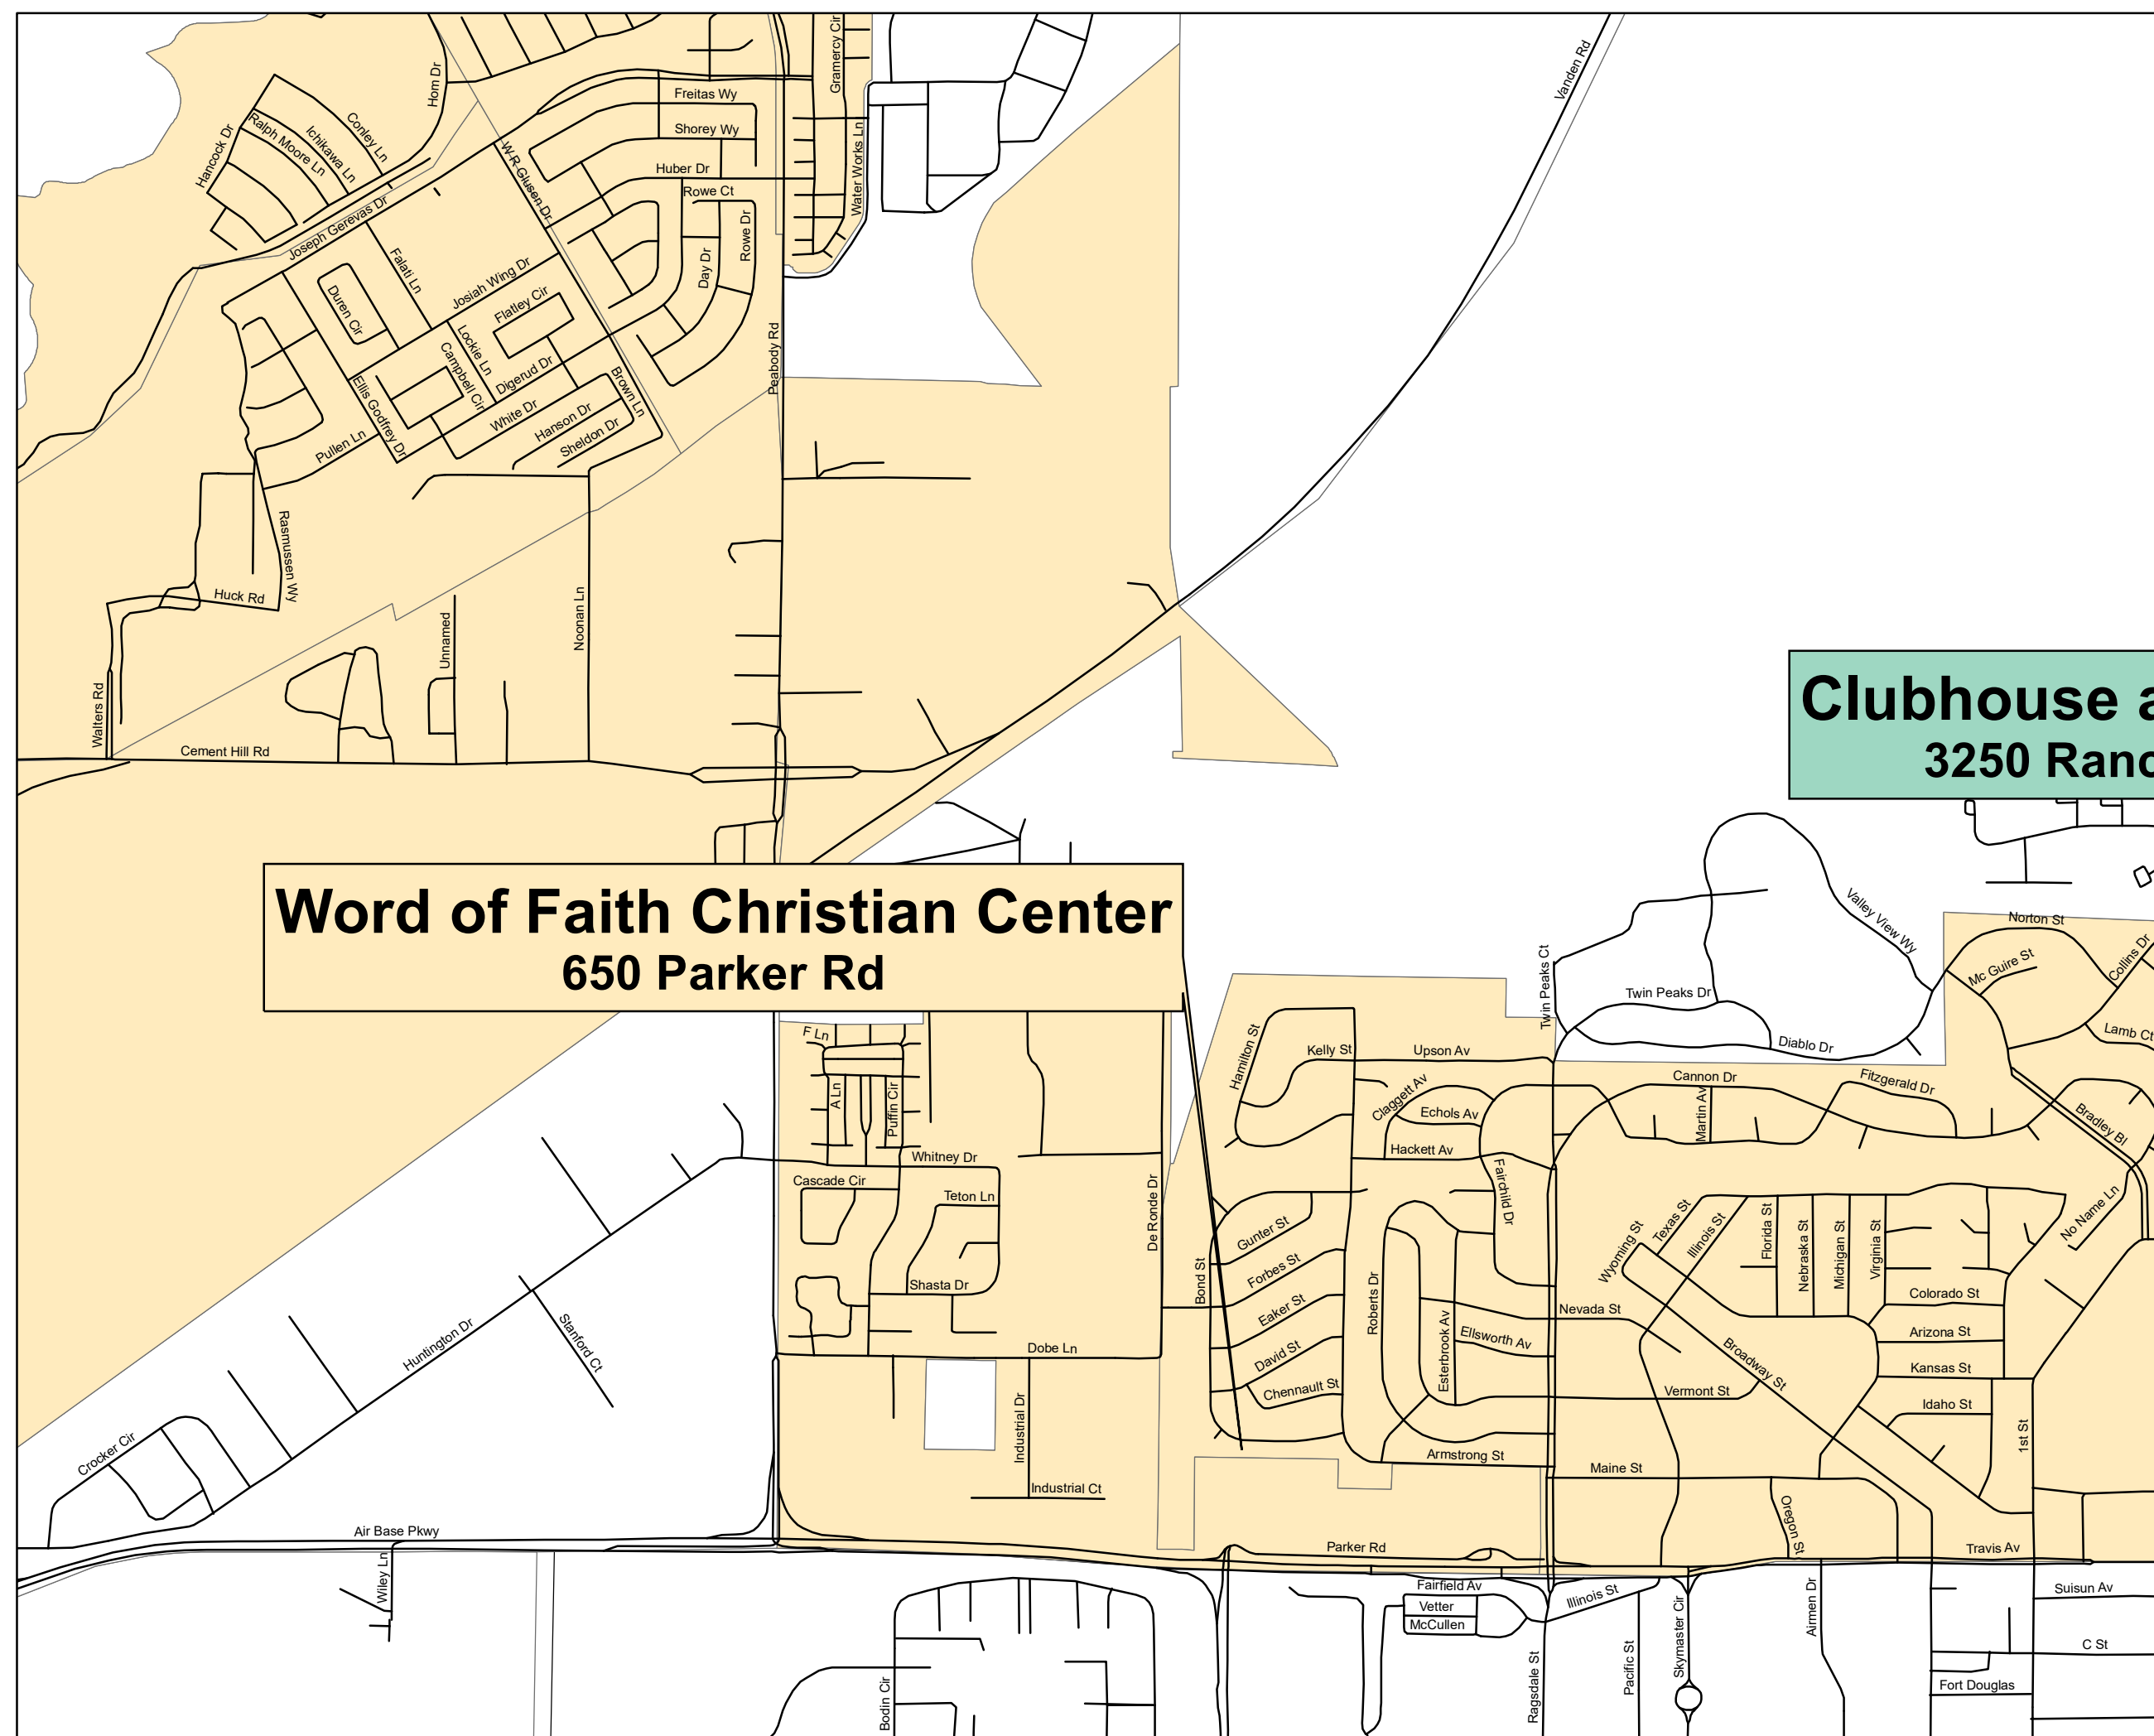 Gramercy Cir
Vanden Rd
Hom Dr
Freitas Wy
Conley Ln
Ichikawa Ln
Ralph Moore Ln
Hancock Dr
Shorey Wy
Water Works Ln
W R Glusen Dr
Huber Dr
Rowe Ct
Rowe Dr
Day Dr
Joseph Gerevas Dr
Falati Ln
Josiah Wing Dr
Duren Cir
Flatley Cir
Lockie Ln
Campbell Cir
Digerud Dr
Peabody Rd
Ellis Godfrey Dr
White Dr
Brown Ln
Hanson Dr
Sheldon Dr
Pullen Ln
Rasmussen Wy
Huck Rd
Noonan Ln
Unnamed
Walters Rd
Cement Hill Rd
Clubhouse a
3250 Ranc
Word of Faith Christian Center
650 Parker Rd
Valley View Wy
Norton St
Mc Guire St
Collins Dr
Twin Peaks Ct
Twin Peaks Dr
Diablo Dr
Lamb Ct
F Ln
A Ln
Puffin Cir
Hamilton St
Kelly St
Upson Av
Claggett Av
Echols Av
Hackett Av
Cannon Dr
Fitzgerald Dr
Martin Av
Bradley Bl
Whitney Dr
Cascade Cir
Teton Ln
De Ronde Dr
Fairchild Dr
Shasta Dr
Bond St
Gunter St
Forbes St
Eaker St
David St
Chennault St
Roberts Dr
Esterbrook Av
Ellsworth Av
Nevada St
Wyoming St
Texas St
Illinois St
Florida St
Nebraska St
Michigan St
Virginia St
No Name Ln
Colorado St
Arizona St
Kansas St
Idaho St
1st St
Broadway St
Vermont St
Huntington Dr
Stanford Ct
Dobe Ln
Industrial Dr
Industrial Ct
Crocker Cir
Armstrong St
Maine St
Oregon St
Air Base Pkwy
Wiley Ln
Parker Rd
Travis Av
Fairfield Av
Vetter
McCullen
Illinois St
Ragsdale St
Pacific St
Skymaster Cir
Airmen Dr
Suisun Av
C St
Fort Douglas
Bodin Cir